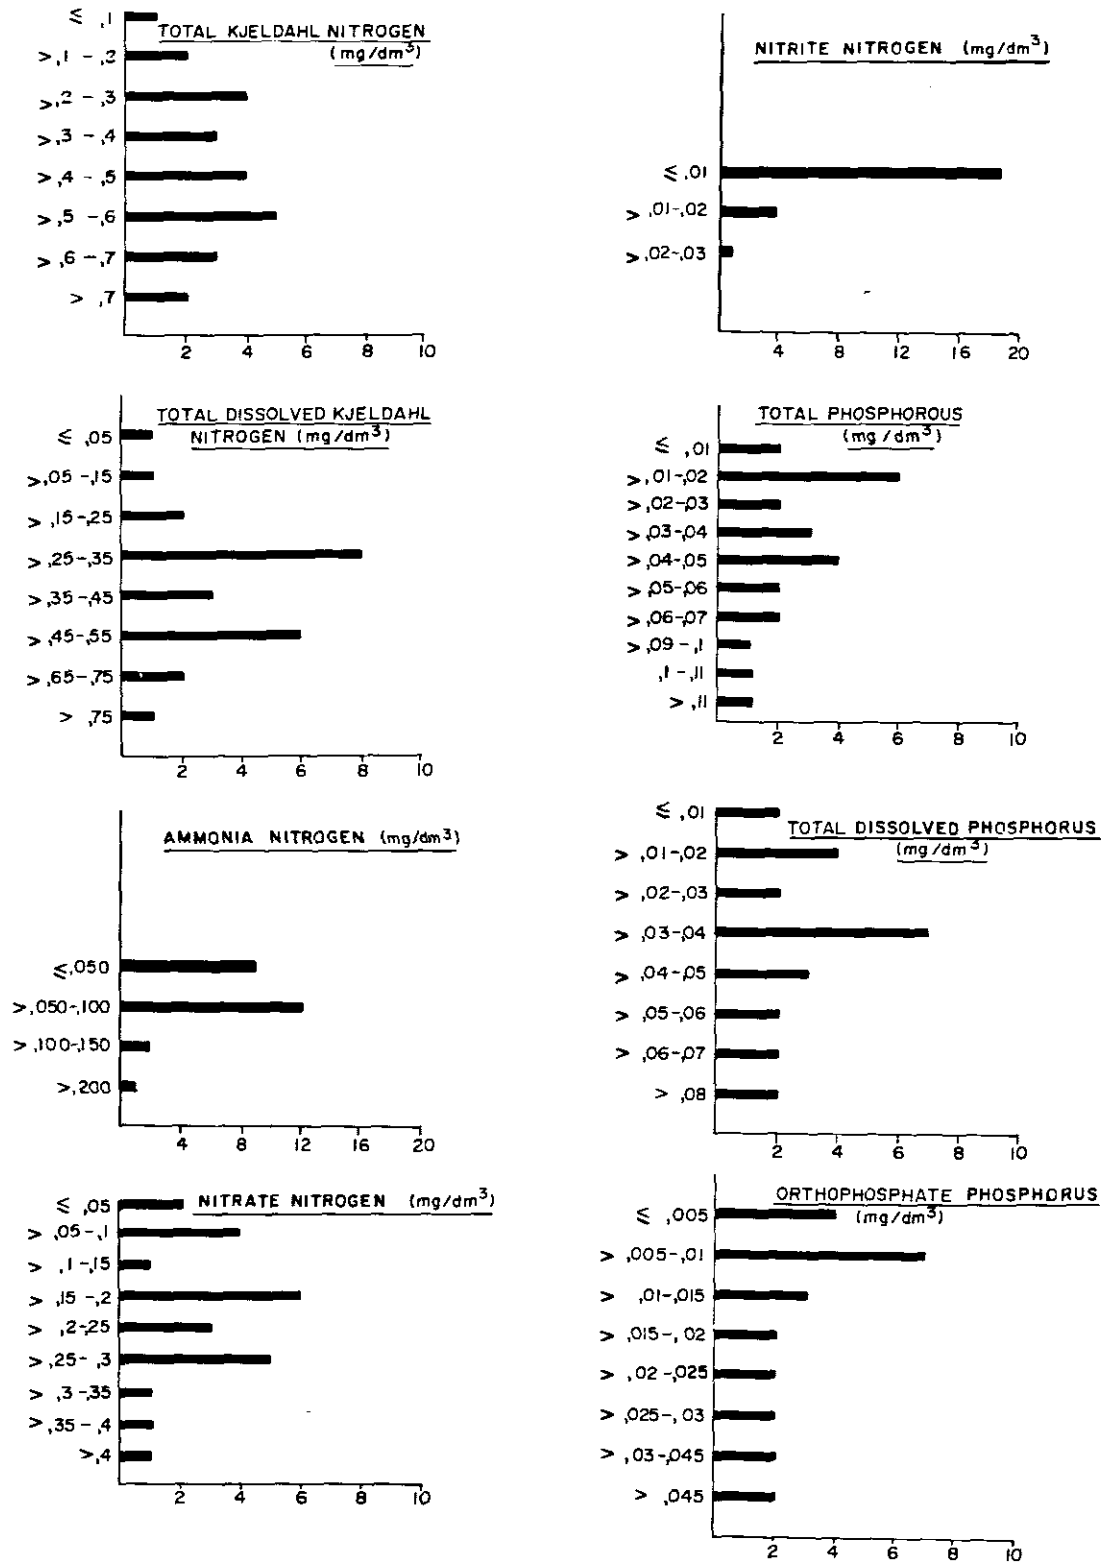 TOTAL KJELDAHL NITROGEN
(mg/dm³)
≤ ,1
>,1 - ,2
>,2 - ,3
>,3 - ,4
>,4 - ,5
>,5 - ,6
>,6 - ,7
> ,7
2 4 6 8 10
TOTAL DISSOLVED KJELDAHL
NITROGEN (mg/dm³)
≤ ,05
>,05 - ,15
> ,15-,25
>,25-,35
>,35-,45
>,45-,55
>,65-,75
> ,75
2 4 6 8 10
AMMONIA NITROGEN (mg/dm³)
≤,050
>,050-,100
>,100-,150
>,200
4 8 12 16 20
NITRATE NITROGEN (mg/dm³)
≤ ,05
> ,05-,1
> ,1 -,15
> ,15 -,2
> ,2-,25
>,25- ,3
> ,3 -,35
>,35- ,4
>,4
2 4 6 8 10
NITRITE NITROGEN (mg/dm³)
≤ ,01
> ,01-,02
>,02-,03
4 8 12 16 20
TOTAL PHOSPHOROUS
(mg/dm³)
≤ ,01
>,01-,02
>,02-,03
>,03-,04
>,04-,05
>,05-,06
>,06-,07
>,09 - ,1
,1 - ,11
> ,11
2 4 6 8 10
TOTAL DISSOLVED PHOSPHORUS
(mg/dm³)
≤ ,01
> ,01-,02
> ,02-,03
> ,03-,04
> ,04-,05
> ,05-,06
> ,06-,07
> ,08
2 4 6 8 10
ORTHOPHOSPHATE PHOSPHORUS
(mg/dm³)
≤ ,005
> ,005-,01
> ,01-,015
> ,015-, 02
> ,02 -,025
>,025-, 03
> ,03-,045
> ,045
2 4 6 8 10